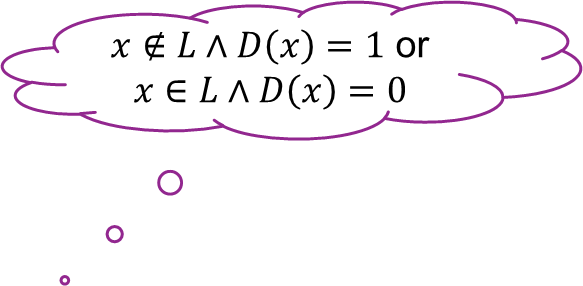 𝑥 ∉ 𝐿 ∧ 𝐷(𝑥) = 1 or
𝑥 ∈ 𝐿 ∧ 𝐷(𝑥) = 0